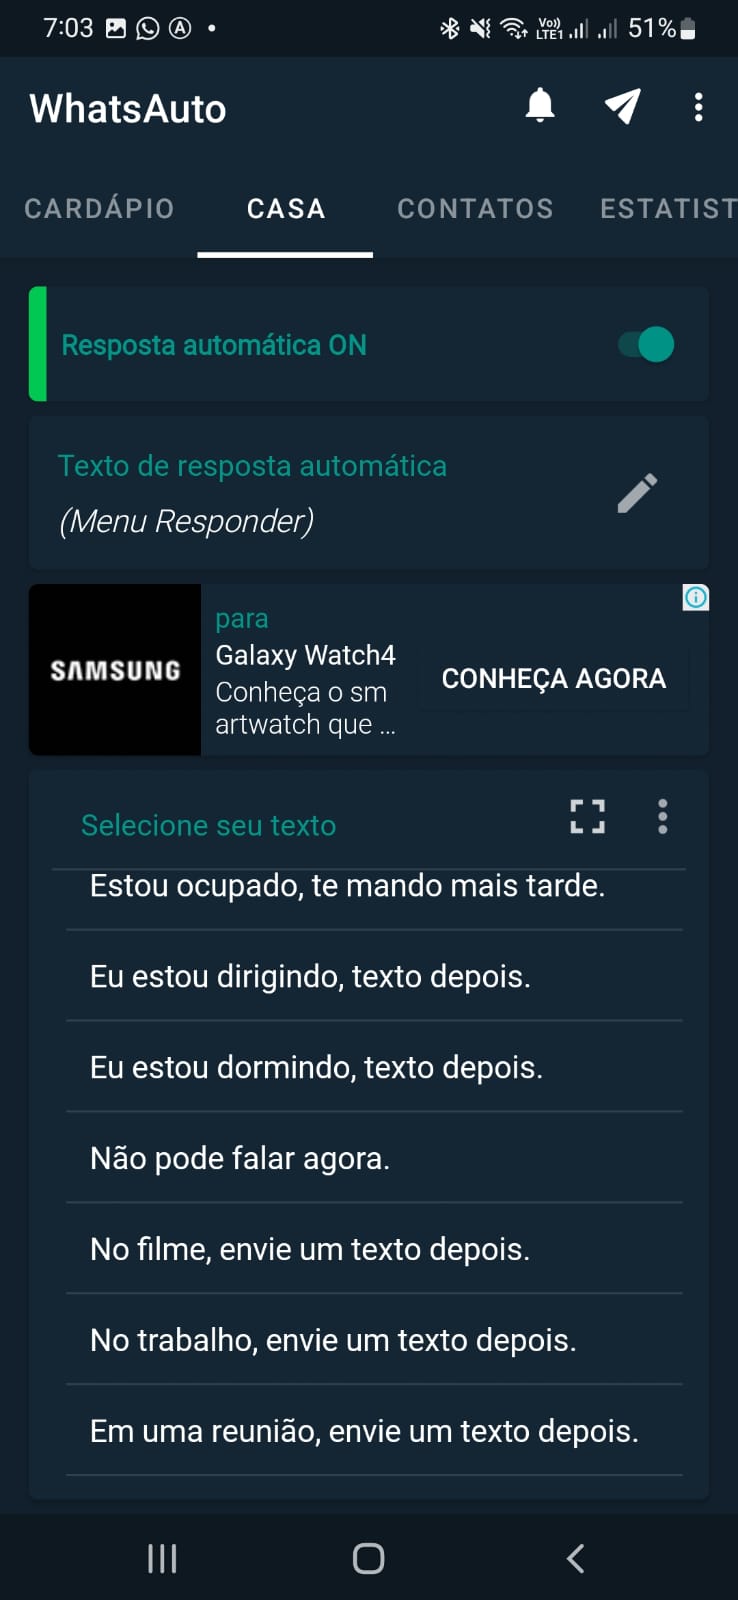 7:03
Vo)) LTE1 51%
WhatsAuto
CARDÁPIO CASA CONTATOS ESTATIST
Resposta automática ON
Texto de resposta automática
(Menu Responder)
SAMSUNG
para
Galaxy Watch4
Conheça o sm
artwatch que ...
CONHEÇA AGORA
Selecione seu texto
Estou ocupado, te mando mais tarde.
Eu estou dirigindo, texto depois.
Eu estou dormindo, texto depois.
Não pode falar agora.
No filme, envie um texto depois.
No trabalho, envie um texto depois.
Em uma reunião, envie um texto depois.